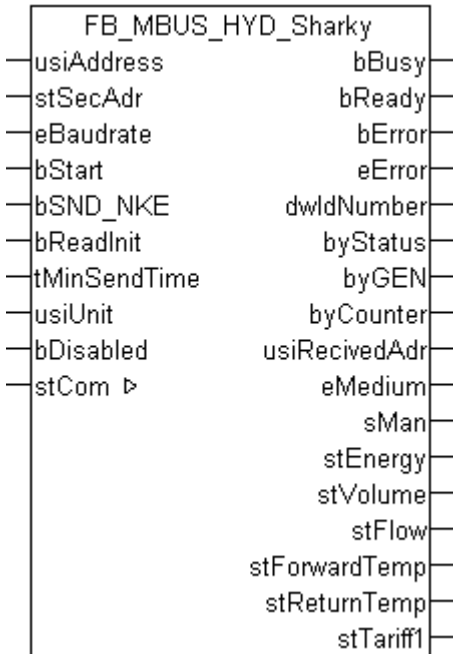 FB_MBUS_HYD_Sharky
usiAddress bBusy
stSecAdr bReady
eBaudrate bError
bStart eError
bSND_NKE dwIdNumber
bReadInit byStatus
tMinSendTime byGEN
usiUnit byCounter
bDisabled usiRecivedAdr
stCom ▷ eMedium
sMan
stEnergy
stVolume
stFlow
stForwardTemp
stReturnTemp
stTariff1